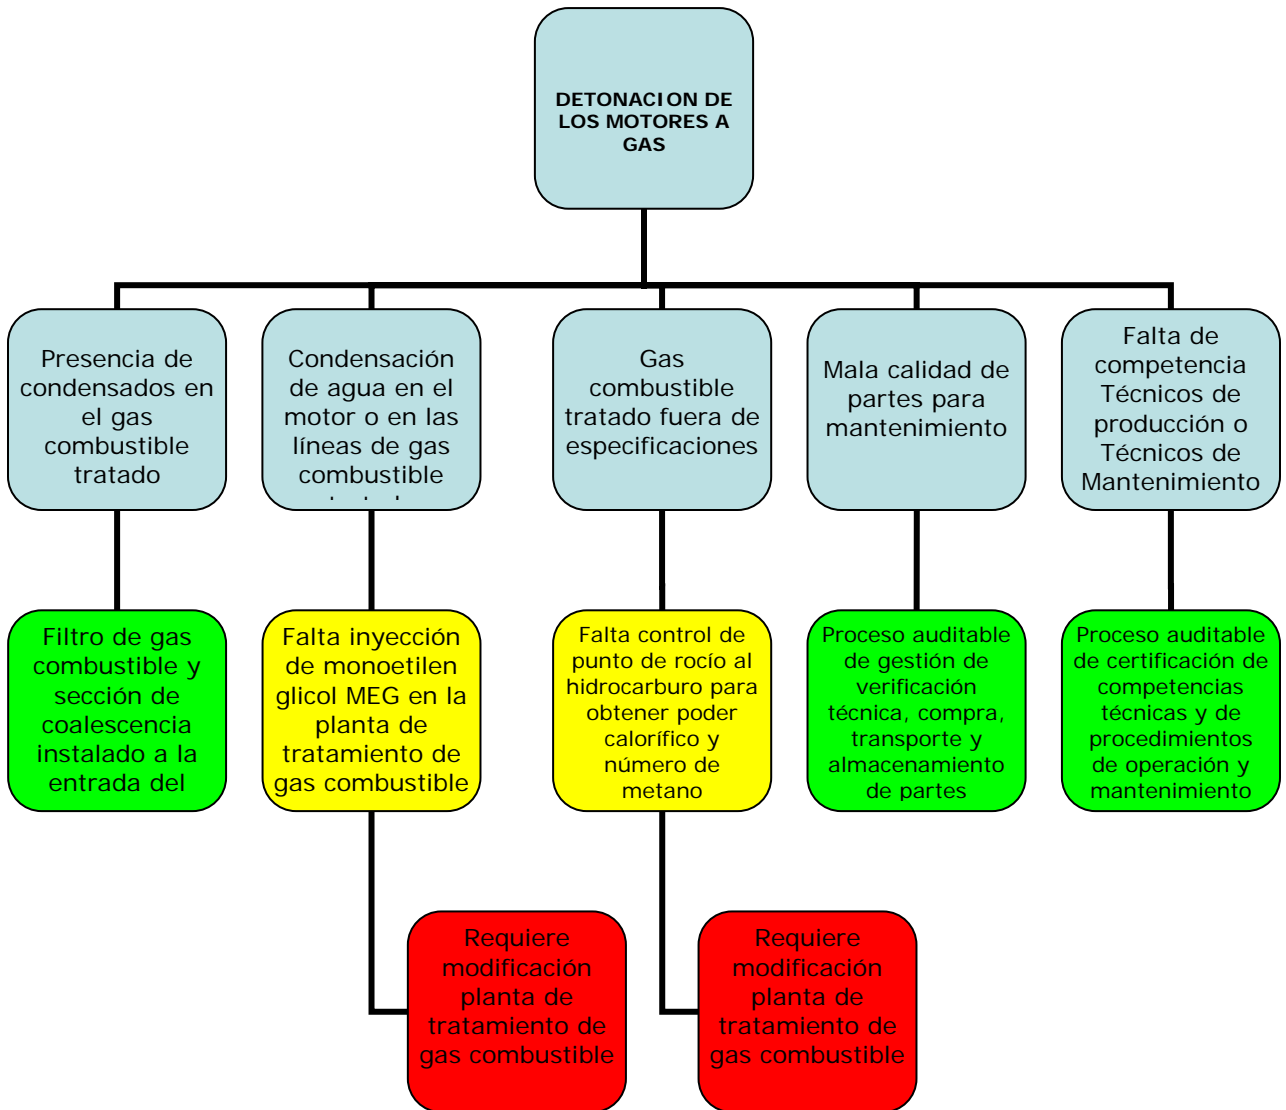 DETONACION DE
LOS MOTORES A
GAS
Presencia de
condensados en
el gas
combustible
tratado
Condensación
de agua en el
motor o en las
líneas de gas
combustible
Gas
combustible
tratado fuera de
especificaciones
Mala calidad de
partes para
mantenimiento
Falta de
competencia
Técnicos de
producción o
Técnicos de
Mantenimiento
Filtro de gas
combustible y
sección de
coalescencia
instalado a la
entrada del
Falta inyección
de monoetilen
glicol MEG en la
planta de
tratamiento de
gas combustible
Falta control de
punto de rocío al
hidrocarburo para
obtener poder
calorífico y
número de
metano
Proceso auditable
de gestión de
verificación
técnica, compra,
transporte y
almacenamiento
de partes
Proceso auditable
de certificación de
competencias
técnicas y de
procedimientos
de operación y
mantenimiento
Requiere
modificación
planta de
tratamiento de
gas combustible
Requiere
modificación
planta de
tratamiento de
gas combustible